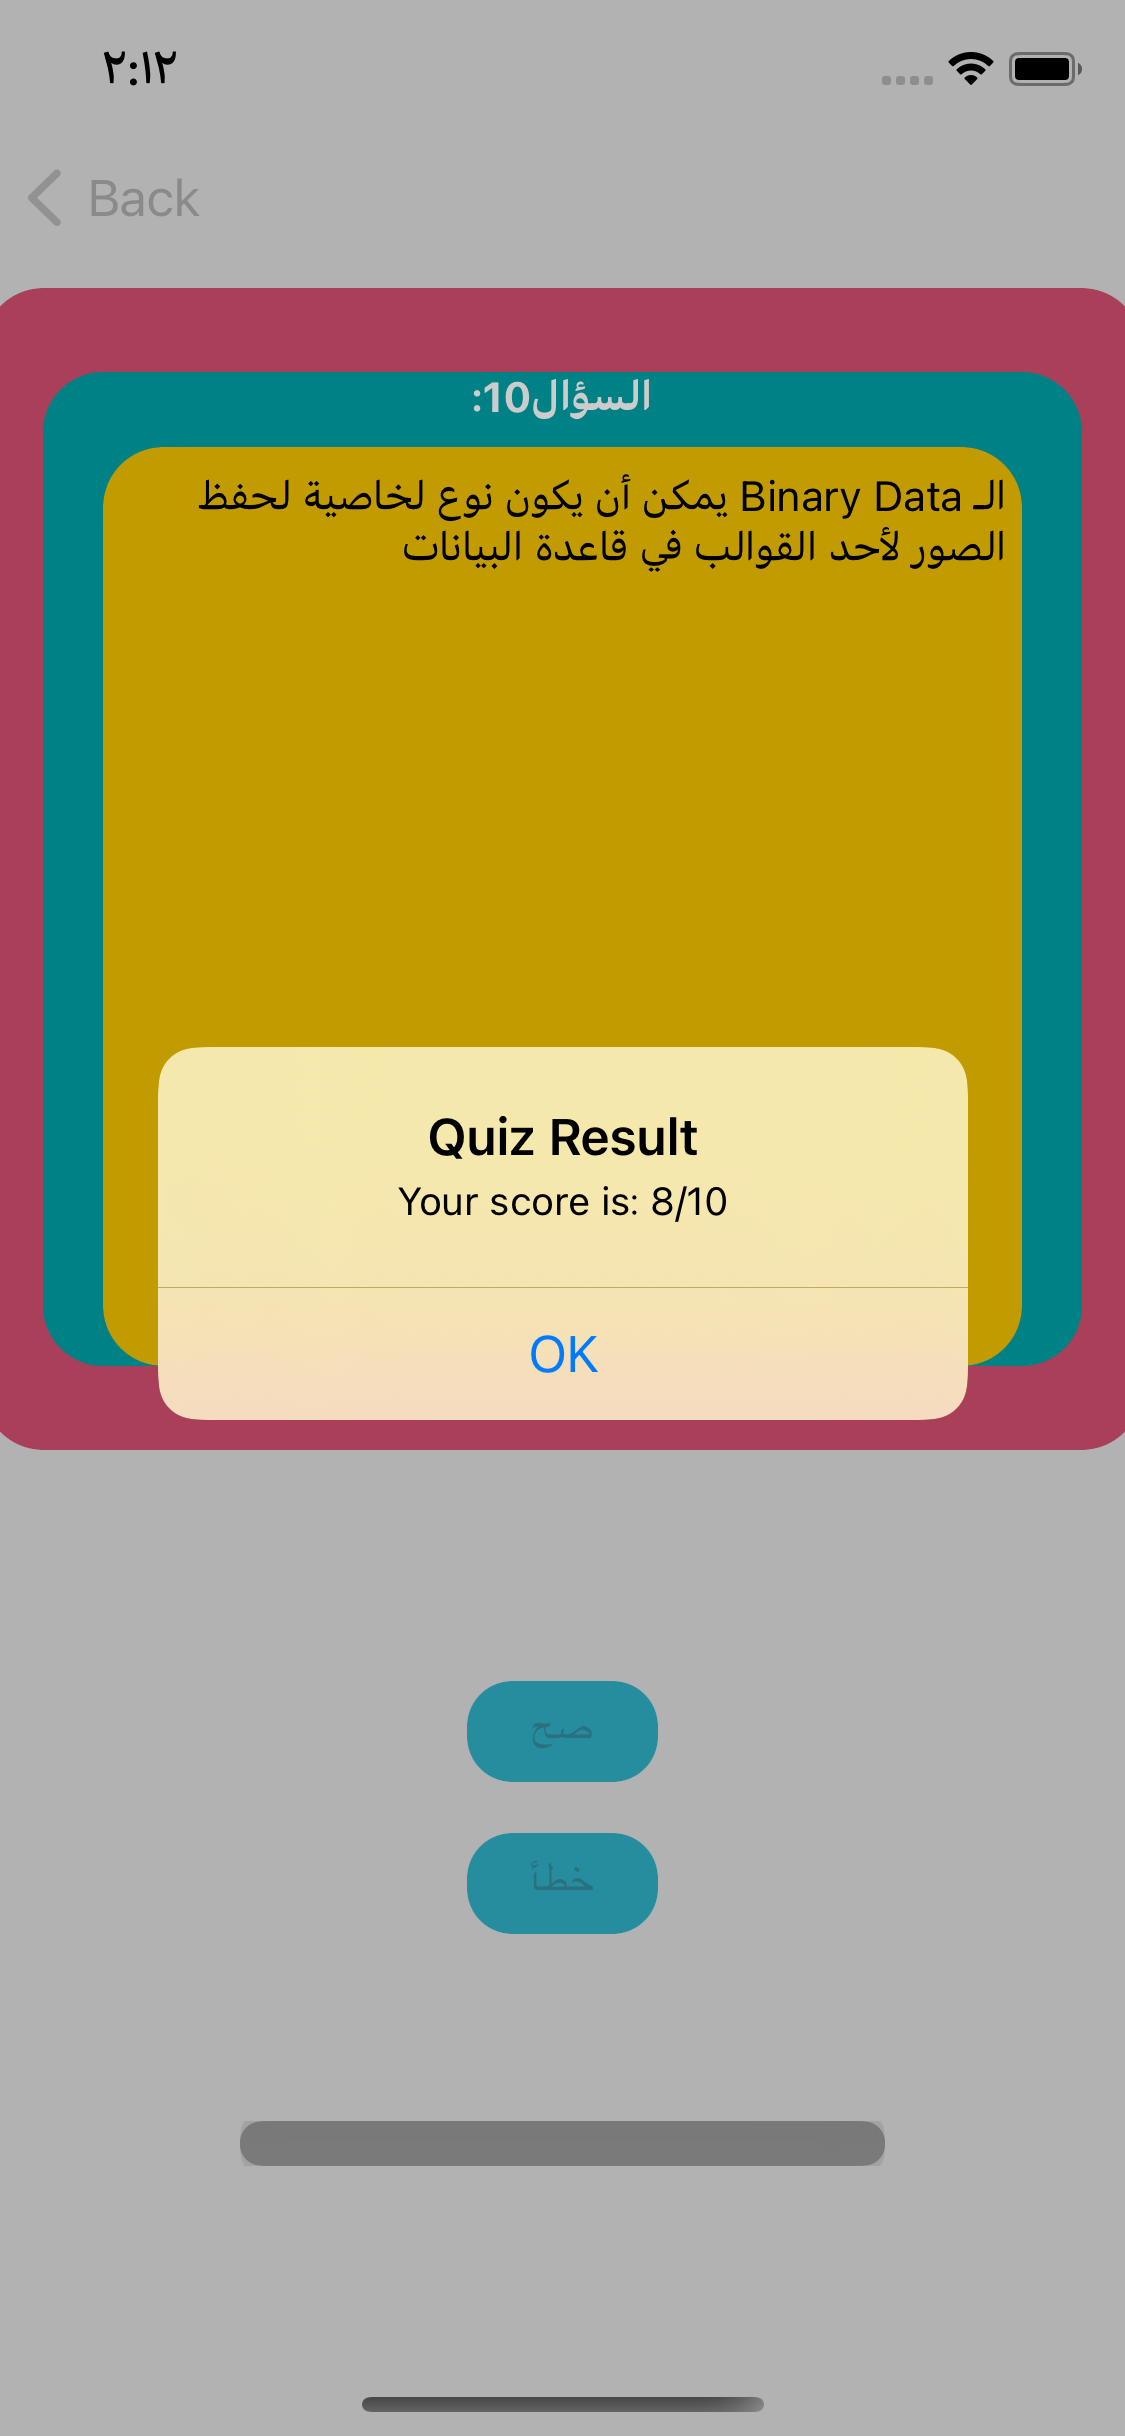 ٢:١٢
Back
السؤال10:
الـ Binary Data يمكن أن يكون نوع لخاصية لحفظ
الصور لأحد القوالب في قاعدة البيانات
Quiz Result
Your score is: 8/10
OK
صح
خطأ